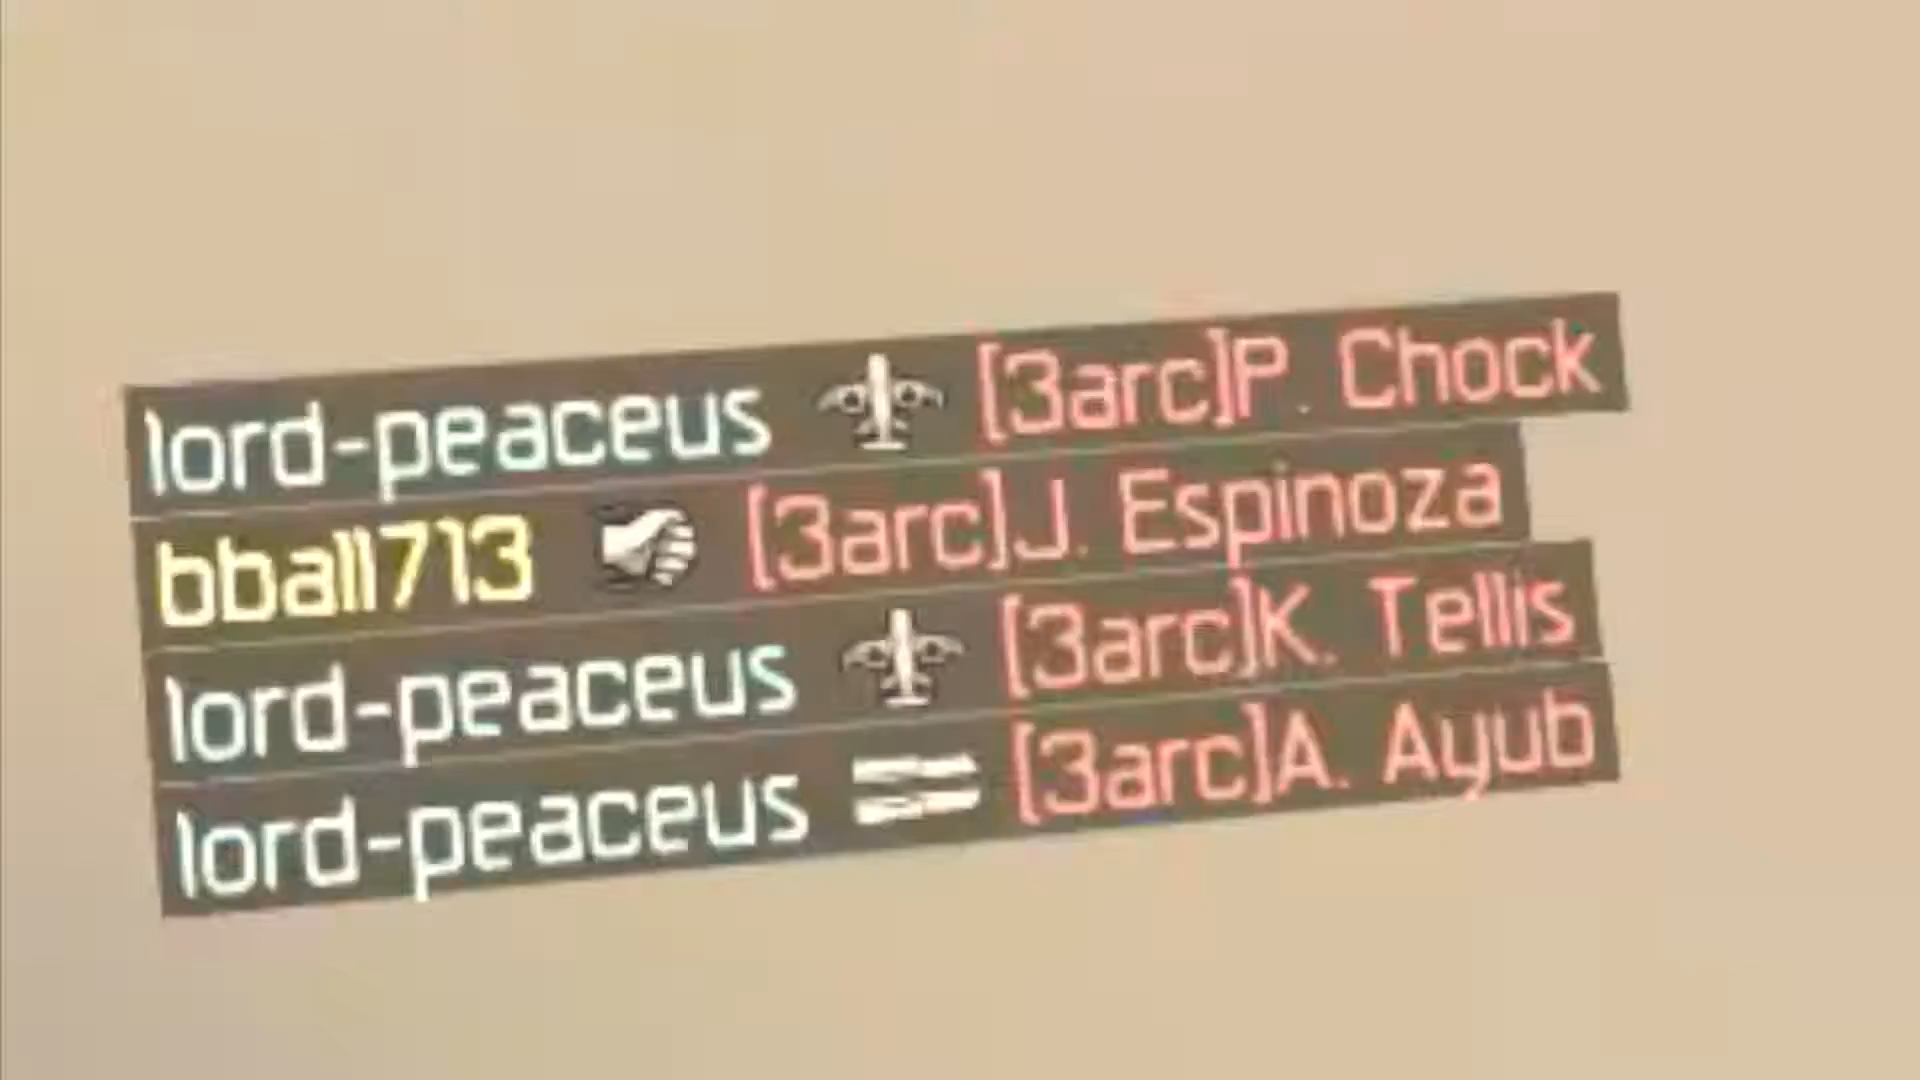 lord-peaceus [3arc]P. Chock
bball713 [3arc]J. Espinoza
lord-peaceus [3arc]K. Tellis
lord-peaceus [3arc]A. Ayub